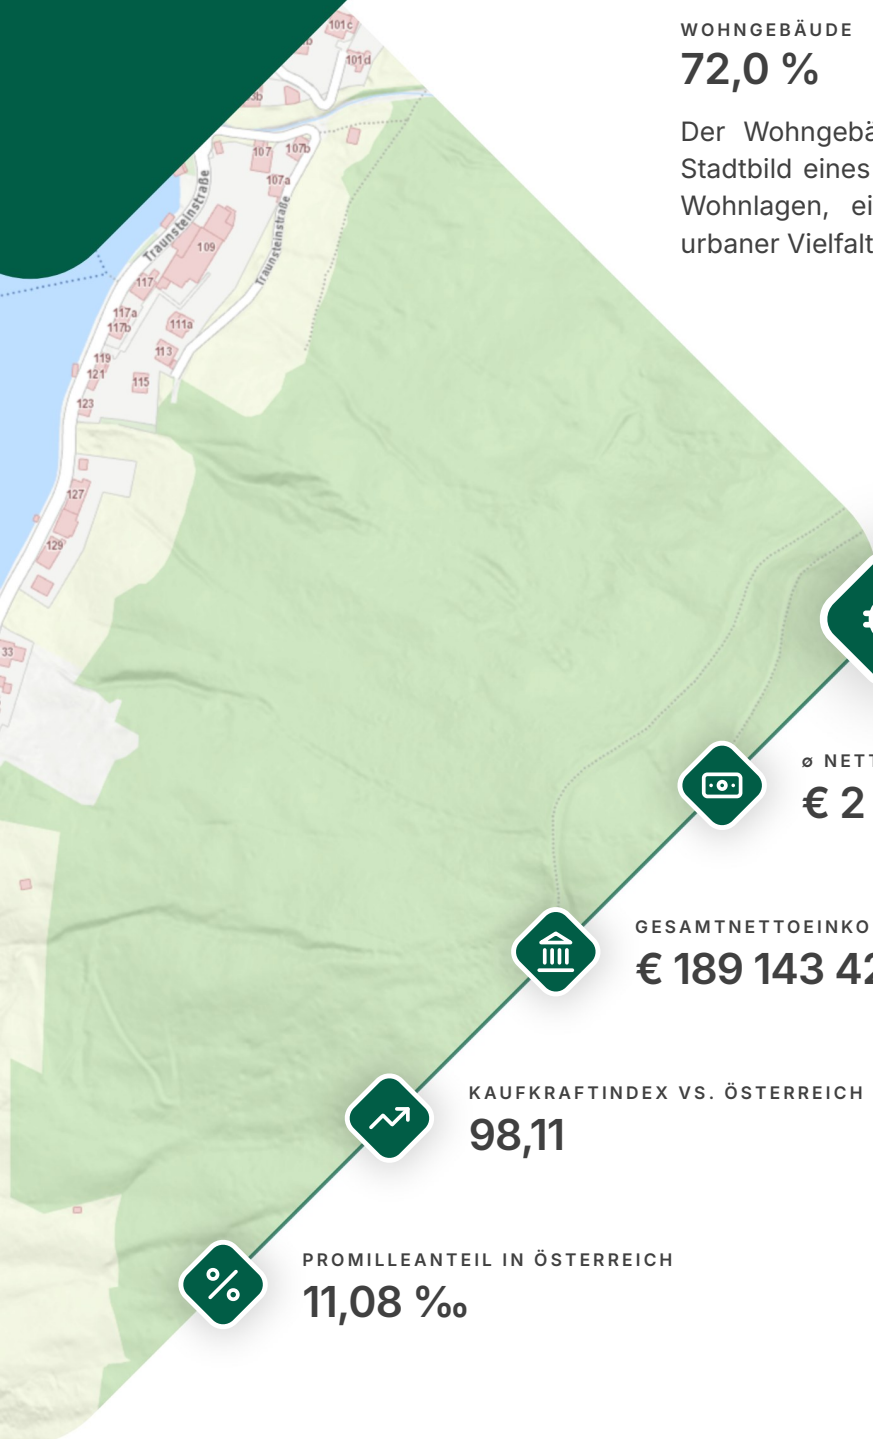 WOHNGEBÄUDE
72,0 %
Der Wohngebä
Stadtbild eines
Wohnlagen, ei
urbaner Vielfalt
101c
101d
107
107b
107a
Traunsteinstraße
Traunsteinstraße
109
117
117a
117b
111a
113
119
121
115
123
127
129
33
ø NETT
€ 2
GESAMTNETTOEINKO
€ 189 143 42
KAUFKRAFTINDEX VS. ÖSTERREICH
98,11
PROMILLEANTEIL IN ÖSTERREICH
11,08 ‰